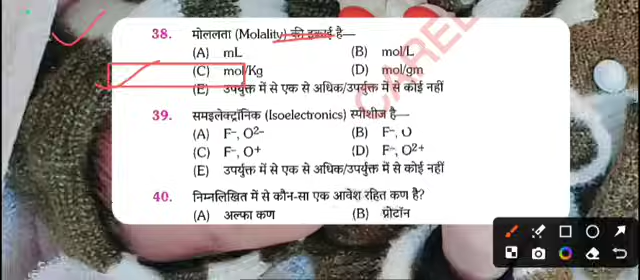 38. मोललता (Molality) की इकाई है—
(A) mL (B) mol/L
(C) mol/Kg (D) mol/gm
(E) उपर्युक्त में से एक से अधिक/उपर्युक्त में से कोई नहीं
39. समइलेक्ट्रॉनिक (Isoelectronics) स्पीशीज है—
(A) F⁻, O²⁻ (B) F⁻, O
(C) F⁻, O⁺ (D) F⁻, O²⁺
(E) उपर्युक्त में से एक से अधिक/उपर्युक्त में से कोई नहीं
40. निम्नलिखित में से कौन-सा एक आवेश रहित कण है?
(A) अल्फा कण (B) प्रोटॉन